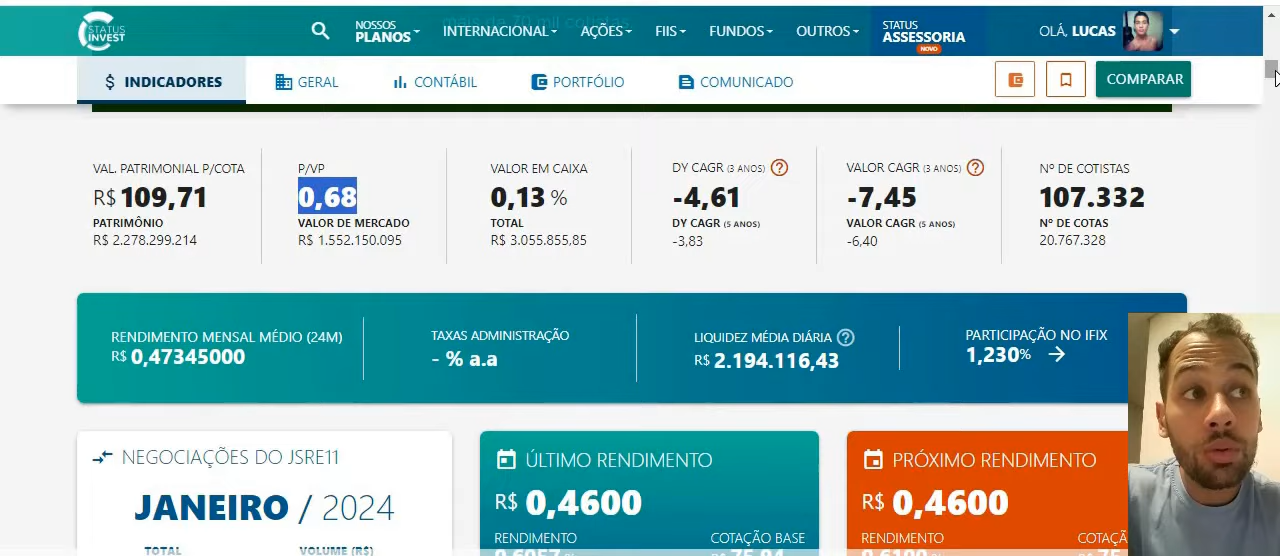 mais de 70 mil cotistas
STATUS
INVEST
NOSSOS
PLANOS
INTERNACIONAL
AÇÕES
FIIS
FUNDOS
OUTROS
STATUS
ASSESSORIA
NOVO
OLÁ, LUCAS
$ INDICADORES
GERAL
CONTÁBIL
PORTFÓLIO
COMUNICADO
COMPARAR
VAL. PATRIMONIAL P/COTA
R$ 109,71
PATRIMÔNIO
R$ 2.278.299.214
P/VP
0,68
VALOR DE MERCADO
R$ 1.552.150.095
VALOR EM CAIXA
0,13 %
TOTAL
R$ 3.055.855,85
DY CAGR (3 ANOS) ?
-4,61
DY CAGR (5 ANOS)
-3,83
VALOR CAGR (3 ANOS) ?
-7,45
VALOR CAGR (5 ANOS)
-6,40
Nº DE COTISTAS
107.332
Nº DE COTAS
20.767.328
RENDIMENTO MENSAL MÉDIO (24M)
R$ 0,47345000
TAXAS ADMINISTRAÇÃO
- % a.a
LIQUIDEZ MÉDIA DIÁRIA ?
R$ 2.194.116,43
PARTICIPAÇÃO NO IFIX
1,230%
NEGOCIAÇÕES DO JSRE11
JANEIRO / 2024
TOTAL
VOLUME (R$)
ÚLTIMO RENDIMENTO
R$ 0,4600
RENDIMENTO
COTAÇÃO BASE
PRÓXIMO RENDIMENTO
R$ 0,4600
RENDIMENTO